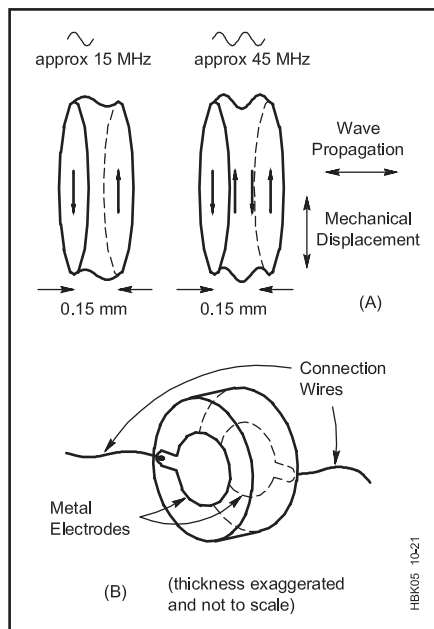 approx 15 MHz
approx 45 MHz
Wave
Propagation
Mechanical
Displacement
0.15 mm
0.15 mm
(A)
Connection
Wires
Metal
Electrodes
(B)
(thickness exaggerated
and not to scale)
HBK05 10-21